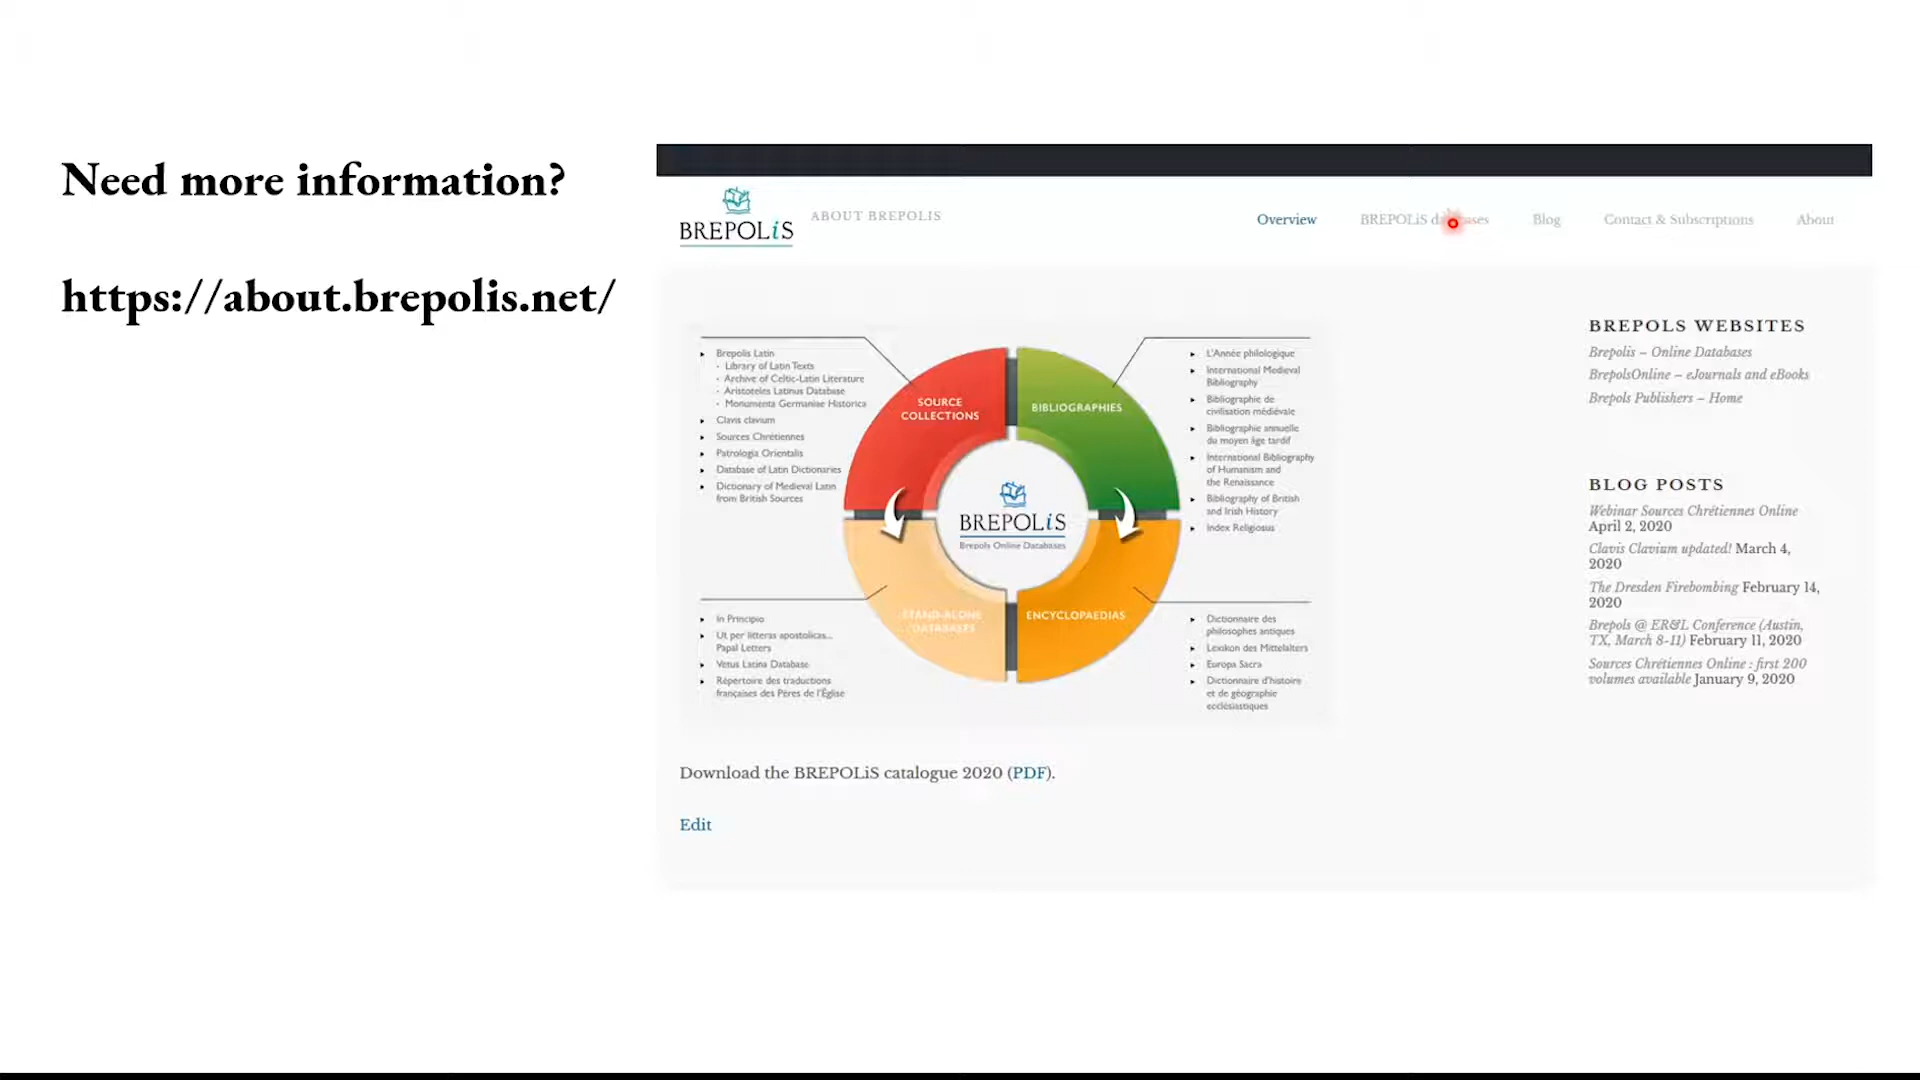 Need more information?
https://about.brepolis.net/
BREPOLiS
ABOUT BREPOLIS
Overview
BREPOLiS databases
Blog
Contact & Subscriptions
About
Brepolis Latin
- Library of Latin Texts
- Archive of Celtic-Latin Literature
- Aristoteles Latinus Database
- Monumenta Germaniae Historica
Clavis clavium
Sources Chrétiennes
Patrologia Orientalis
Database of Latin Dictionaries
Dictionary of Medieval Latin
from British Sources
SOURCE
COLLECTIONS
BIBLIOGRAPHIES
L'Année philologique
International Medieval
Bibliography
Bibliographie de
civilisation médiévale
Bibliographie annuelle
du moyen âge tardif
International Bibliography
of Humanism and
the Renaissance
Bibliography of British
and Irish History
Index Religiosus
BREPOLiS
Brepols Online Databases
In Principio
Ut per litteras apostolicas...
Papal Letters
Vetus Latina Database
Répertoire des traductions
françaises des Pères de l'Église
STAND-ALONE
DATABASES
ENCYCLOPAEDIAS
Dictionnaire des
philosophes antiques
Lexikon des Mittelalters
Europa Sacra
Dictionnaire d'histoire
et de géographie
ecclésiastiques
Download the BREPOLiS catalogue 2020 (PDF).
Edit
BREPOLS WEBSITES
Brepolis – Online Databases
BrepolsOnline – eJournals and eBooks
Brepols Publishers – Home
BLOG POSTS
Webinar Sources Chrétiennes Online
April 2, 2020
Clavis Clavium updated! March 4,
2020
The Dresden Firebombing February 14,
2020
Brepols @ ER&L Conference (Austin,
TX, March 8-11) February 11, 2020
Sources Chrétiennes Online : first 200
volumes available January 9, 2020